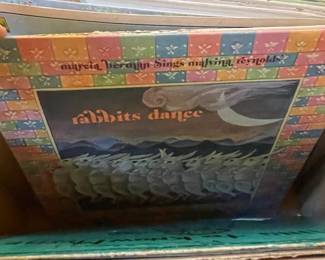 marcia berman sings malvina reynolds
rabbits dance